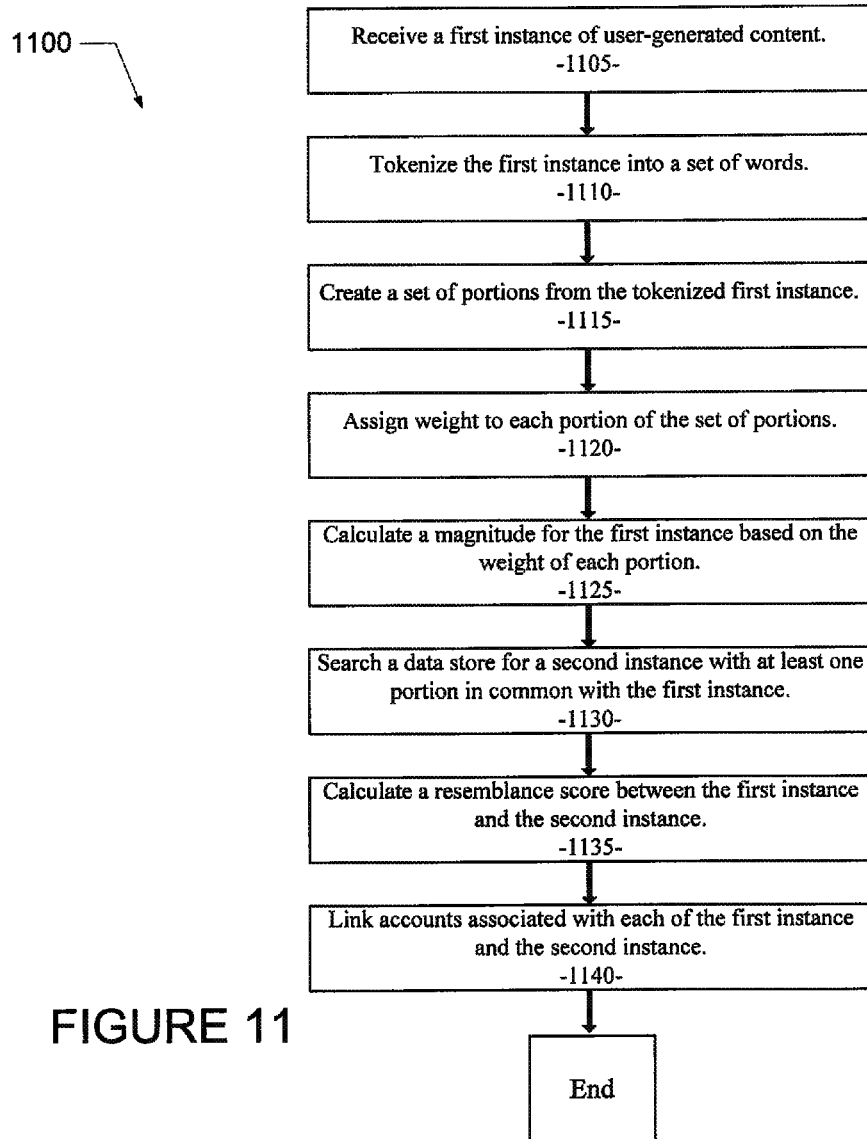 1100
Receive a first instance of user-generated content.
-1105-
Tokenize the first instance into a set of words.
-1110-
Create a set of portions from the tokenized first instance.
-1115-
Assign weight to each portion of the set of portions.
-1120-
Calculate a magnitude for the first instance based on the
weight of each portion.
-1125-
Search a data store for a second instance with at least one
portion in common with the first instance.
-1130-
Calculate a resemblance score between the first instance
and the second instance.
-1135-
Link accounts associated with each of the first instance
and the second instance.
-1140-
FIGURE 11
End